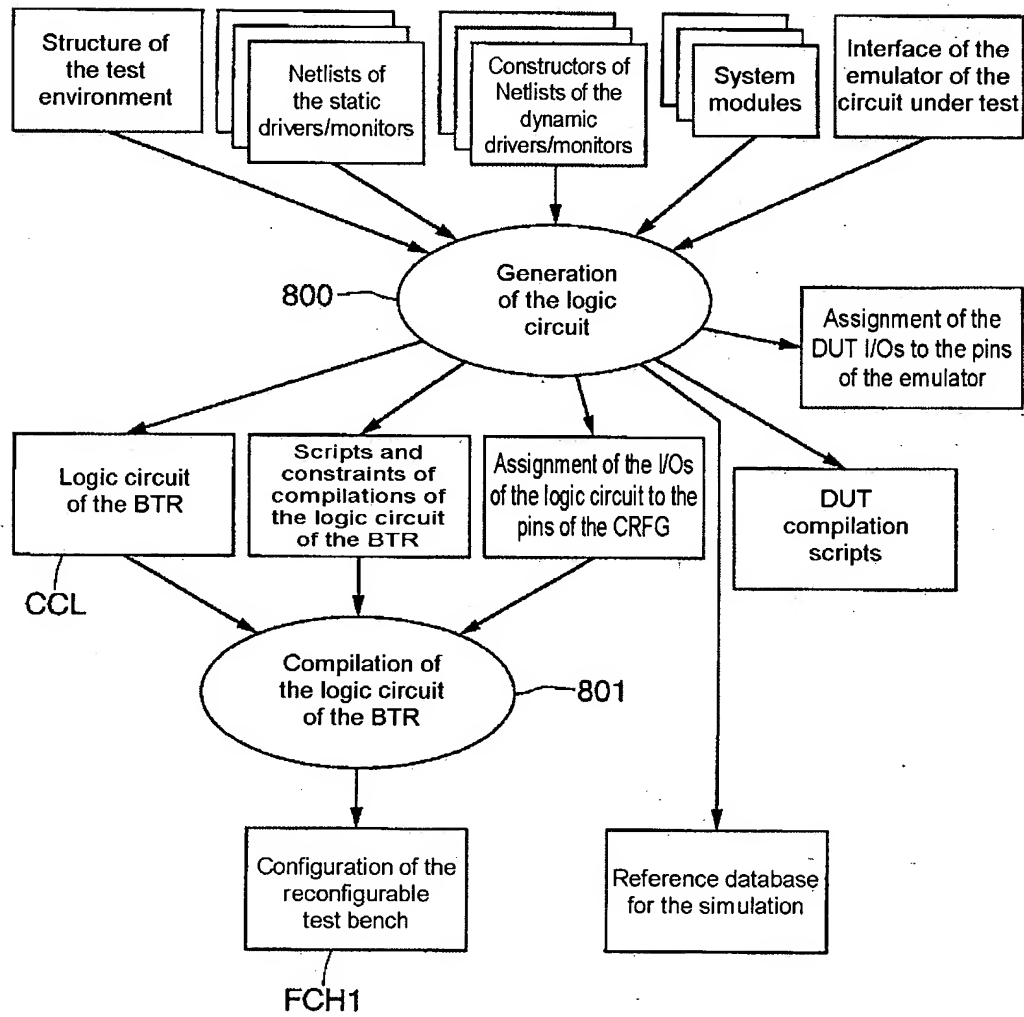 Structure of
the test
environment
Netlists of
the static
drivers/monitors
Constructors of
Netlists of the
dynamic
drivers/monitors
System
modules
Interface of the
emulator of the
circuit under test
Generation
of the logic
circuit
800
Assignment of the
DUT I/Os to the pins
of the emulator
Logic circuit
of the BTR
Scripts and
constraints of
compilations of
the logic circuit
of the BTR
Assignment of the I/Os
of the logic circuit to the
pins of the CRFG
DUT
compilation
scripts
CCL
Compilation of
the logic circuit
of the BTR
801
Configuration of the
reconfigurable
test bench
Reference database
for the simulation
FCH1